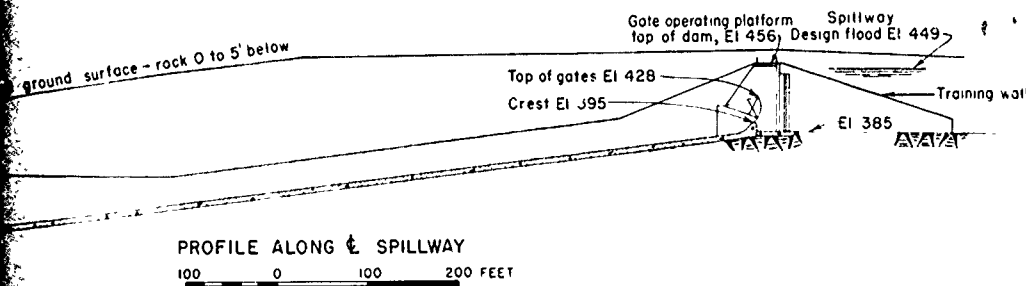 Gate operating platform
top of dam, El 456
Spillway
Design flood El 449
ground surface - rock 0 to 5' below
Top of gates El 428
Crest El 395
Training wall
El 385
PROFILE ALONG ℄ SPILLWAY
100 0 100 200 FEET